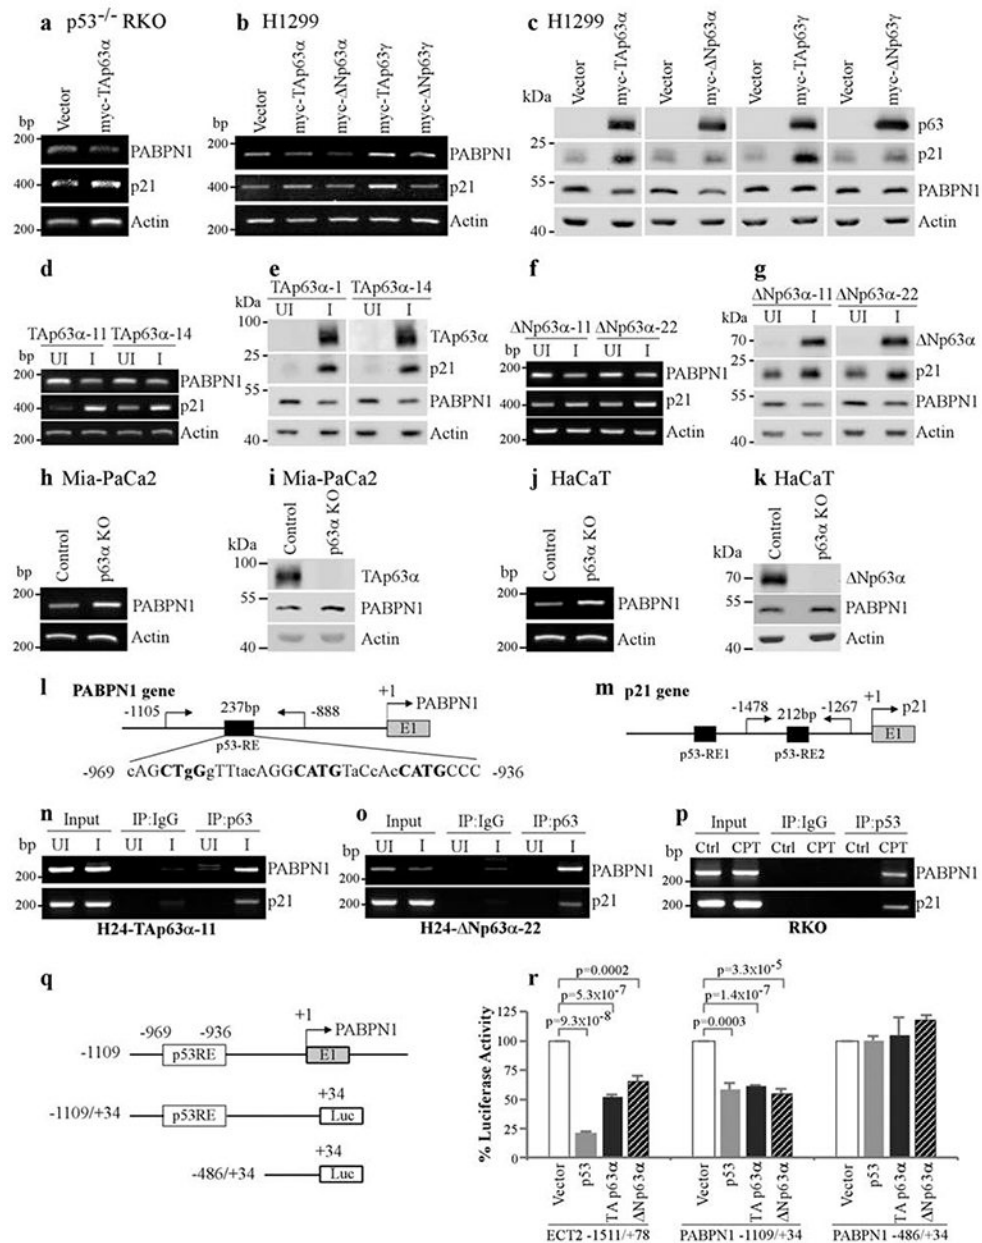 a p53-/- RKO
Vector
myc-TAp63α
bp
200
400
200
PABPN1
p21
Actin
b H1299
Vector
myc-TAp63α
myc-ΔNp63α
myc-TAp63γ
myc-ΔNp63γ
bp
200
400
200
PABPN1
p21
Actin
c H1299
Vector
myc-TAp63α
Vector
myc-ΔNp63α
Vector
myc-TAp63γ
Vector
myc-ΔNp63γ
kDa
25
55
40
p63
p21
PABPN1
Actin
d
TAp63α-11 TAp63α-14
bp UI I UI I
200
400
200
PABPN1
p21
Actin
e
TAp63α-1 TAp63α-14
kDa UI I UI I
100
25
55
40
TAp63α
p21
PABPN1
Actin
f
ΔNp63α-11 ΔNp63α-22
bp UI I UI I
200
400
200
PABPN1
p21
Actin
g
ΔNp63α-11 ΔNp63α-22
kDa UI I UI I
70
25
55
40
ΔNp63α
p21
PABPN1
Actin
h Mia-PaCa2
Control
p63α KO
bp
200
PABPN1
Actin
i Mia-PaCa2
Control
p63α KO
kDa
100
55
40
TAp63α
PABPN1
Actin
j HaCaT
Control
p63α KO
bp
200
PABPN1
Actin
k HaCaT
Control
p63α KO
kDa
70
55
40
ΔNp63α
PABPN1
Actin
l PABPN1 gene
-1105 237bp -888 +1 PABPN1
p53-RE E1
-969 cAGCTgGgTTtacAGGCATGTaCcAcCATGCCC -936
m p21 gene
-1478 212bp -1267 +1 p21
p53-RE1 p53-RE2 E1
n Input IP:IgG IP:p63
bp UI I UI I UI I
200 PABPN1
200 p21
H24-TAp63α-11
o Input IP:IgG IP:p63
bp UI I UI I UI I
200 PABPN1
200 p21
H24-ΔNp63α-22
p Input IP:IgG IP:p53
bp Ctrl CPT Ctrl CPT Ctrl CPT
200 PABPN1
200 p21
RKO
q
-969 -936 +1 PABPN1
-1109 p53RE E1
+34
-1109/+34 p53RE Luc
+34
-486/+34 Luc
r
p=0.0002
p=5.3x10-7
p=9.3x10-8
p=3.3x10-5
p=1.4x10-7
p=0.0003
% Luciferase Activity
125
100
75
50
25
0
Vector
p53
TA p63α
ΔNp63α
Vector
p53
TA p63α
ΔNp63α
Vector
p53
TA p63α
ΔNp63α
ECT2 -1511/+78 PABPN1 -1109/+34 PABPN1 -486/+34